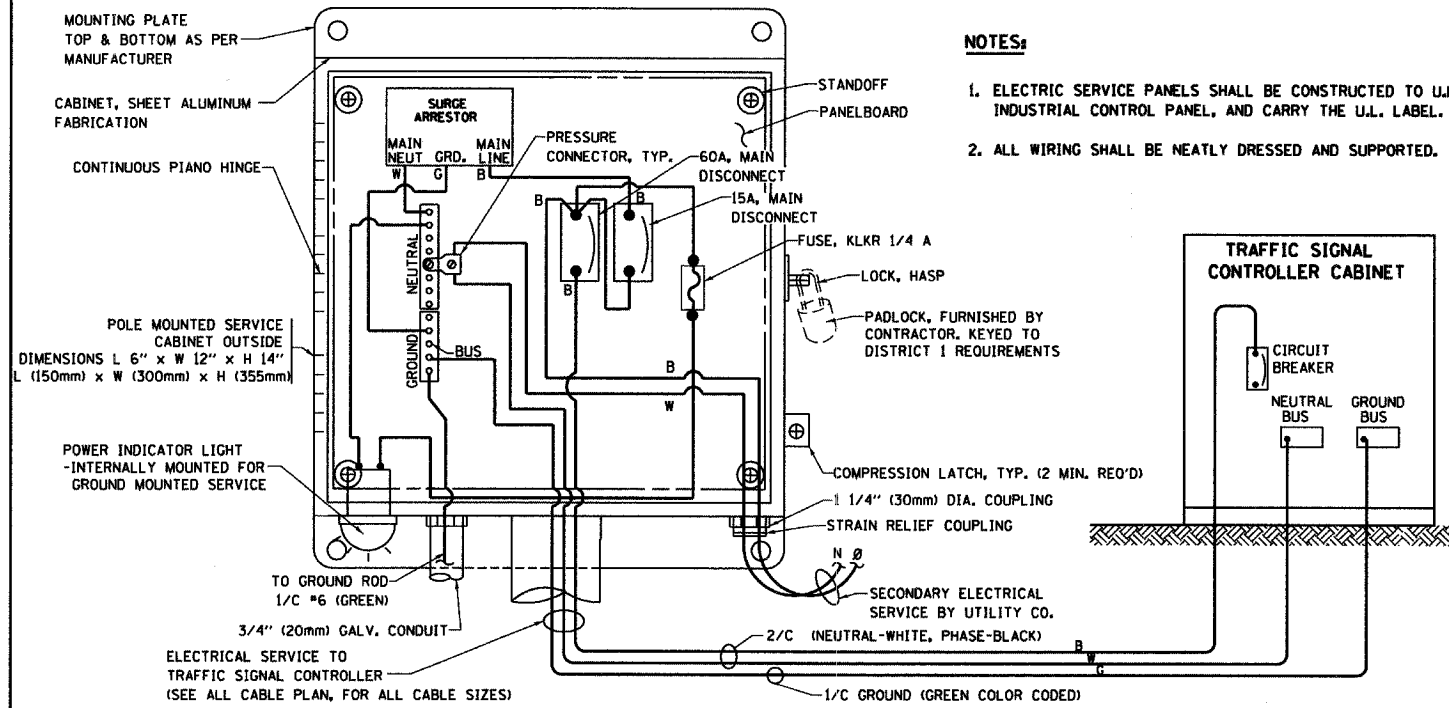 MOUNTING PLATE
TOP & BOTTOM AS PER
MANUFACTURER
CABINET, SHEET ALUMINUM
FABRICATION
CONTINUOUS PIANO HINGE
POLE MOUNTED SERVICE
CABINET OUTSIDE
DIMENSIONS L 6" x W 12" x H 14"
L (150mm) x W (300mm) x H (355mm)
POWER INDICATOR LIGHT
-INTERNALLY MOUNTED FOR
GROUND MOUNTED SERVICE
SURGE
ARRESTOR
MAIN
NEUT
GRD.
MAIN
LINE
W
G
B
PRESSURE
CONNECTOR, TYP.
NEUTRAL
GROUND
BUS
B
B
B
B
W
STANDOFF
PANELBOARD
60A, MAIN
DISCONNECT
15A, MAIN
DISCONNECT
FUSE, KLKR 1/4 A
LOCK, HASP
PADLOCK, FURNISHED BY
CONTRACTOR. KEYED TO
DISTRICT 1 REQUIREMENTS
COMPRESSION LATCH, TYP. (2 MIN. REQ'D)
1 1/4" (30mm) DIA. COUPLING
STRAIN RELIEF COUPLING
N Ø
SECONDARY ELECTRICAL
SERVICE BY UTILITY CO.
TO GROUND ROD
1/C #6 (GREEN)
3/4" (20mm) GALV. CONDUIT
ELECTRICAL SERVICE TO
TRAFFIC SIGNAL CONTROLLER
(SEE ALL CABLE PLAN, FOR ALL CABLE SIZES)
2/C (NEUTRAL-WHITE, PHASE-BLACK)
B
W
G
1/C GROUND (GREEN COLOR CODED)
NOTES:
1. ELECTRIC SERVICE PANELS SHALL BE CONSTRUCTED TO U.L
INDUSTRIAL CONTROL PANEL, AND CARRY THE U.L. LABEL.
2. ALL WIRING SHALL BE NEATLY DRESSED AND SUPPORTED.
TRAFFIC SIGNAL
CONTROLLER CABINET
CIRCUIT
BREAKER
NEUTRAL
BUS
GROUND
BUS